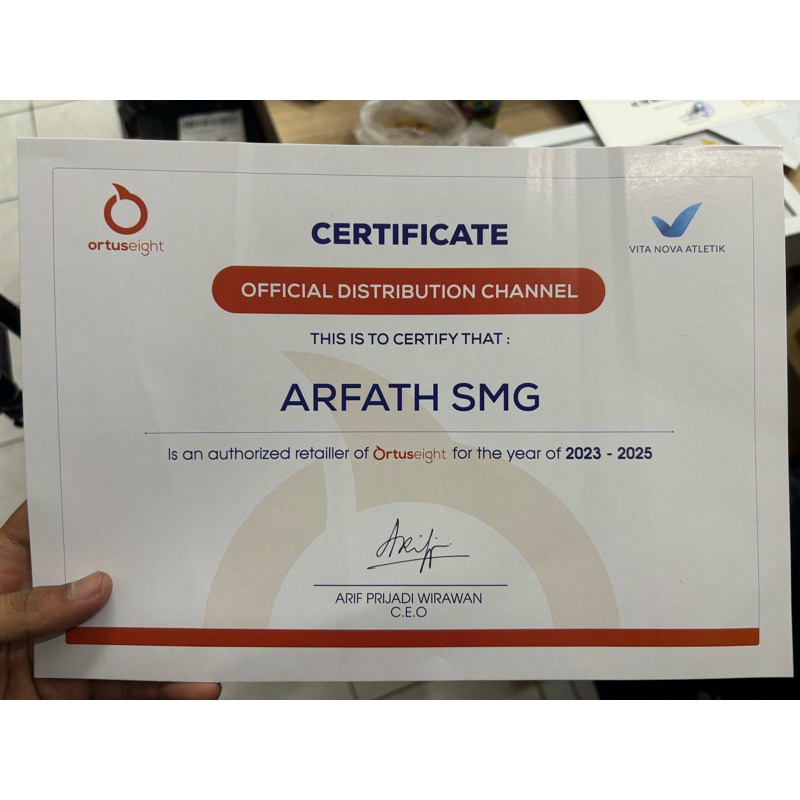 ortuseight
VITA NOVA ATLETIK
CERTIFICATE
OFFICIAL DISTRIBUTION CHANNEL
THIS IS TO CERTIFY THAT :
ARFATH SMG
Is an authorized retailler of Ortuseight for the year of 2023 - 2025
ARIF PRIJADI WIRAWAN
C.E.O